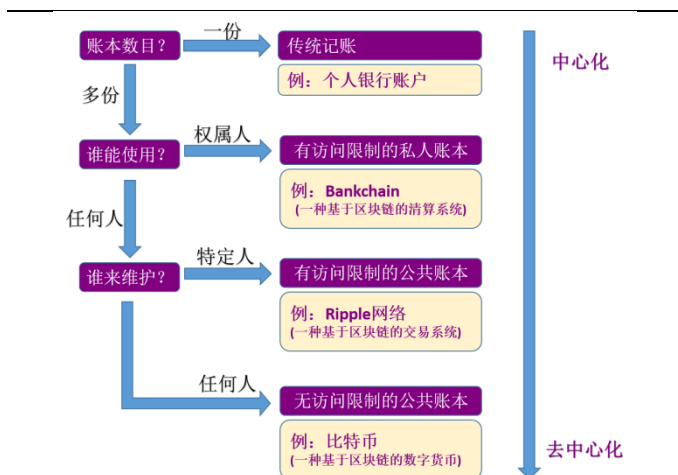 账本数目？
一份
传统记账
中心化
例：个人银行账户
多份
权属人
谁能使用？
有访问限制的私人账本
例：Bankchain
(一种基于区块链的清算系统)
任何人
特定人
谁来维护？
有访问限制的公共账本
例：Ripple网络
(一种基于区块链的交易系统)
任何人
无访问限制的公共账本
例：比特币
(一种基于区块链的数字货币)
去中心化